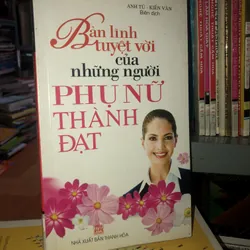 ANH TÚ - KIẾN VĂN
Biên dịch
Bản lĩnh
tuyệt vời
của
những người
PHỤ NỮ
THÀNH
ĐẠT
NHÀ XUẤT BẢN THANH HÓA